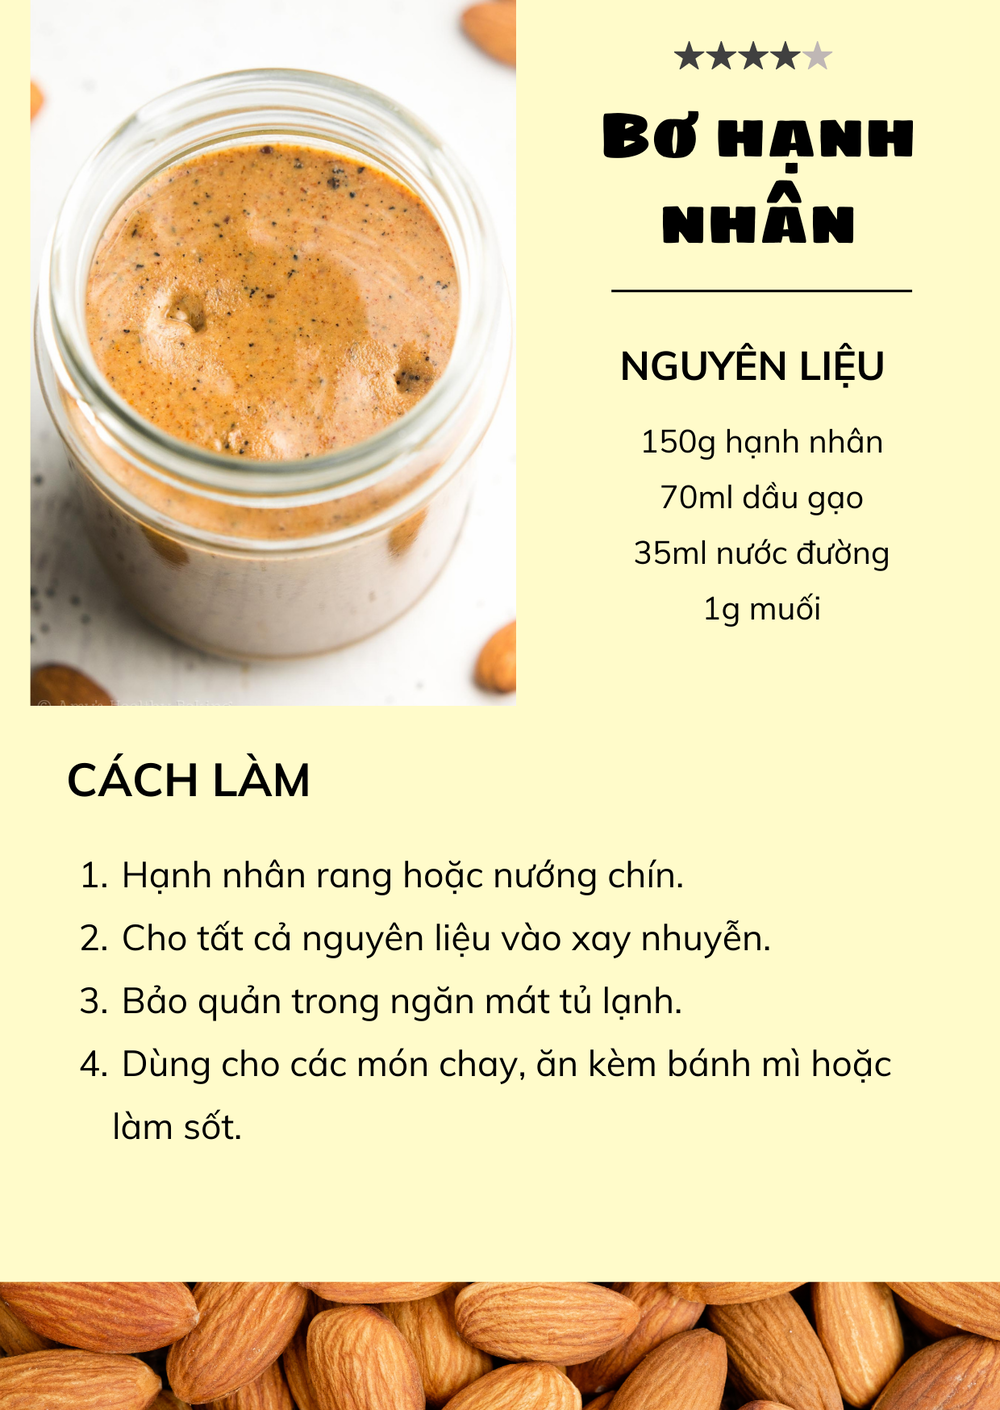 Bơ hạnh
nhân
NGUYÊN LIỆU
150g hạnh nhân
70ml dầu gạo
35ml nước đường
1g muối
CÁCH LÀM
1. Hạnh nhân rang hoặc nướng chín.
2. Cho tất cả nguyên liệu vào xay nhuyễn.
3. Bảo quản trong ngăn mát tủ lạnh.
4. Dùng cho các món chay, ăn kèm bánh mì hoặc
làm sốt.